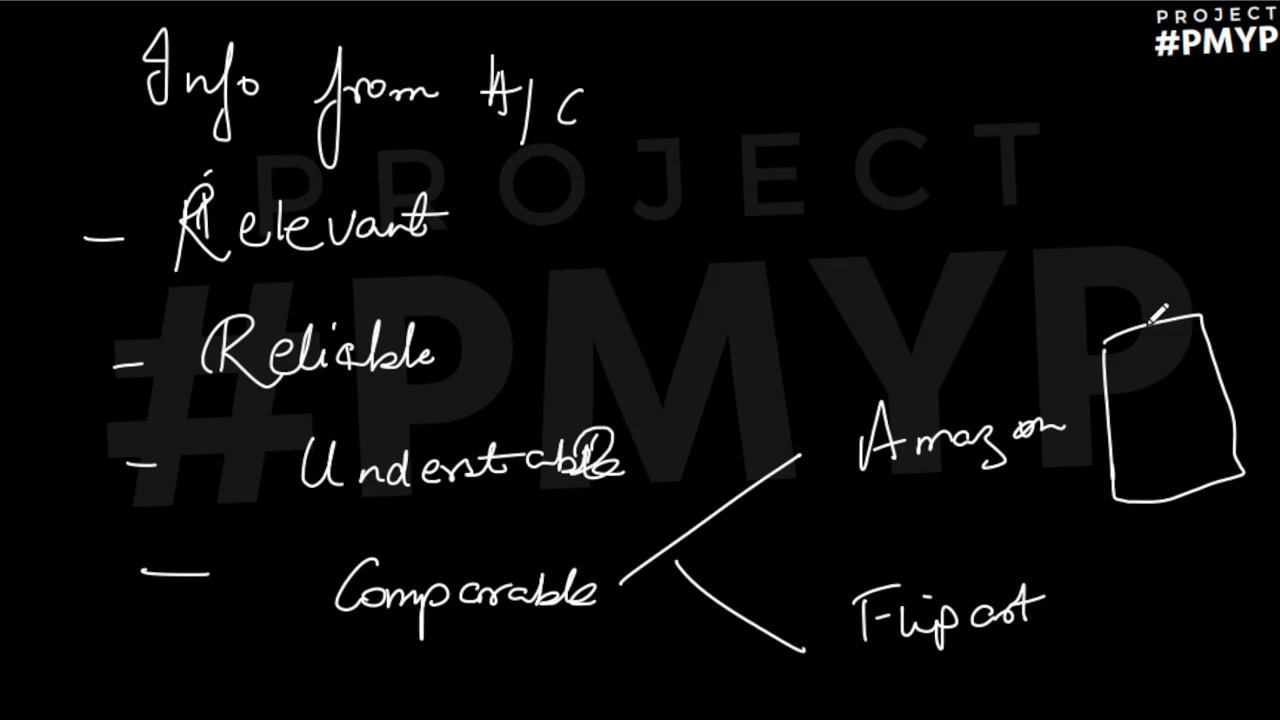 PROJECT
#PMYP
Info from A/C
- Relevant
- Reliable
- Understable
- Comparable
Amazon
Flipcart
PROJECT
#PMYP